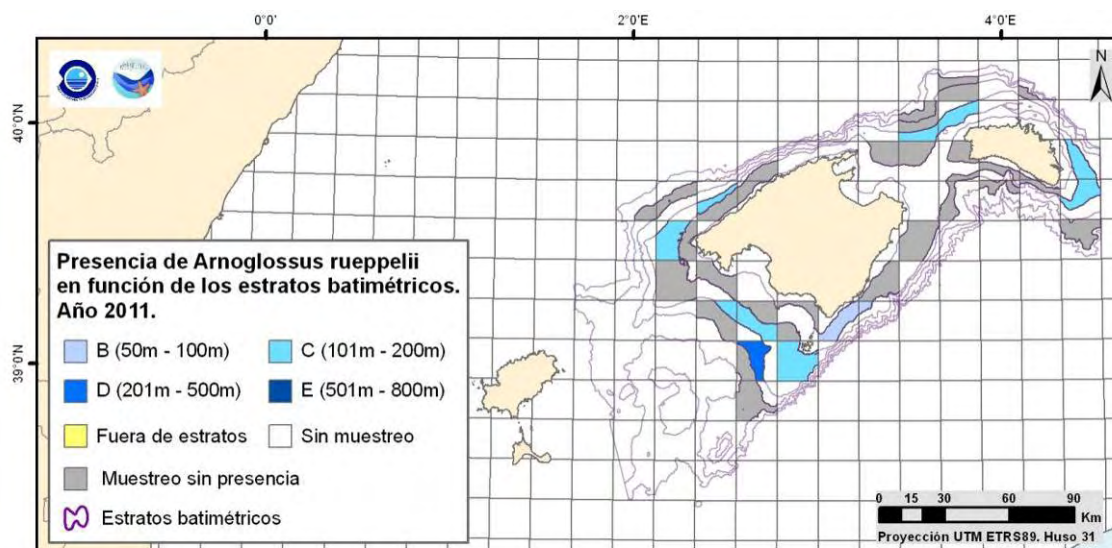 0°0'
2°0'E
4°0'E
N
40°0'N
39°0'N
Presencia de Arnoglossus rueppelii
en función de los estratos batimétricos.
Año 2011.
B (50m - 100m)
C (101m - 200m)
D (201m - 500m)
E (501m - 800m)
Fuera de estratos
Sin muestreo
Muestreo sin presencia
Estratos batimétricos
0 15 30 60 90
Km
Proyección UTM ETRS89. Huso 31